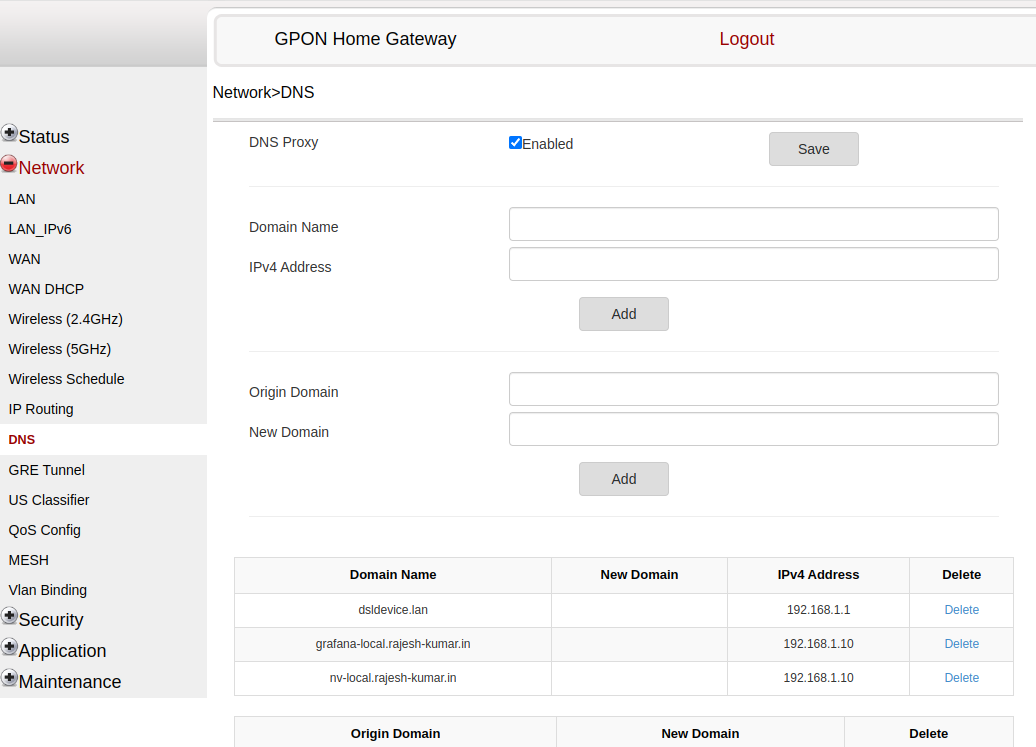 GPON Home Gateway Logout
Network>DNS
Status
Network
LAN
LAN_IPv6
WAN
WAN DHCP
Wireless (2.4GHz)
Wireless (5GHz)
Wireless Schedule
IP Routing
DNS
GRE Tunnel
US Classifier
QoS Config
MESH
Vlan Binding
Security
Application
Maintenance
DNS Proxy Enabled Save
Domain Name
IPv4 Address
Add
Origin Domain
New Domain
Add
Domain Name New Domain IPv4 Address Delete
dsldevice.lan 192.168.1.1 Delete
grafana-local.rajesh-kumar.in 192.168.1.10 Delete
nv-local.rajesh-kumar.in 192.168.1.10 Delete
Origin Domain New Domain Delete